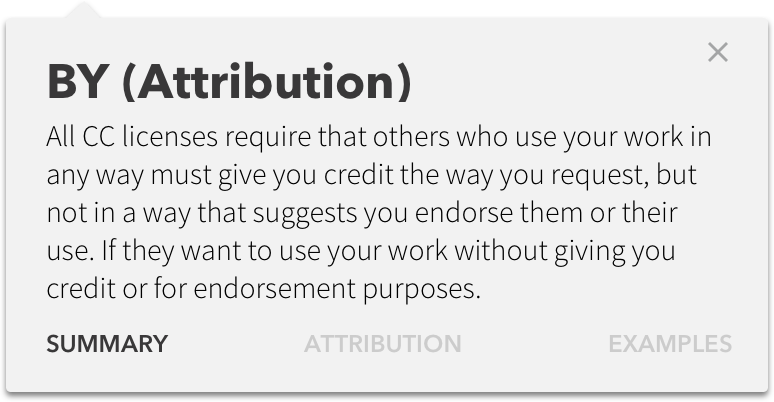 BY (Attribution)
All CC licenses require that others who use your work in
any way must give you credit the way you request, but
not in a way that suggests you endorse them or their
use. If they want to use your work without giving you
credit or for endorsement purposes.
SUMMARY ATTRIBUTION EXAMPLES